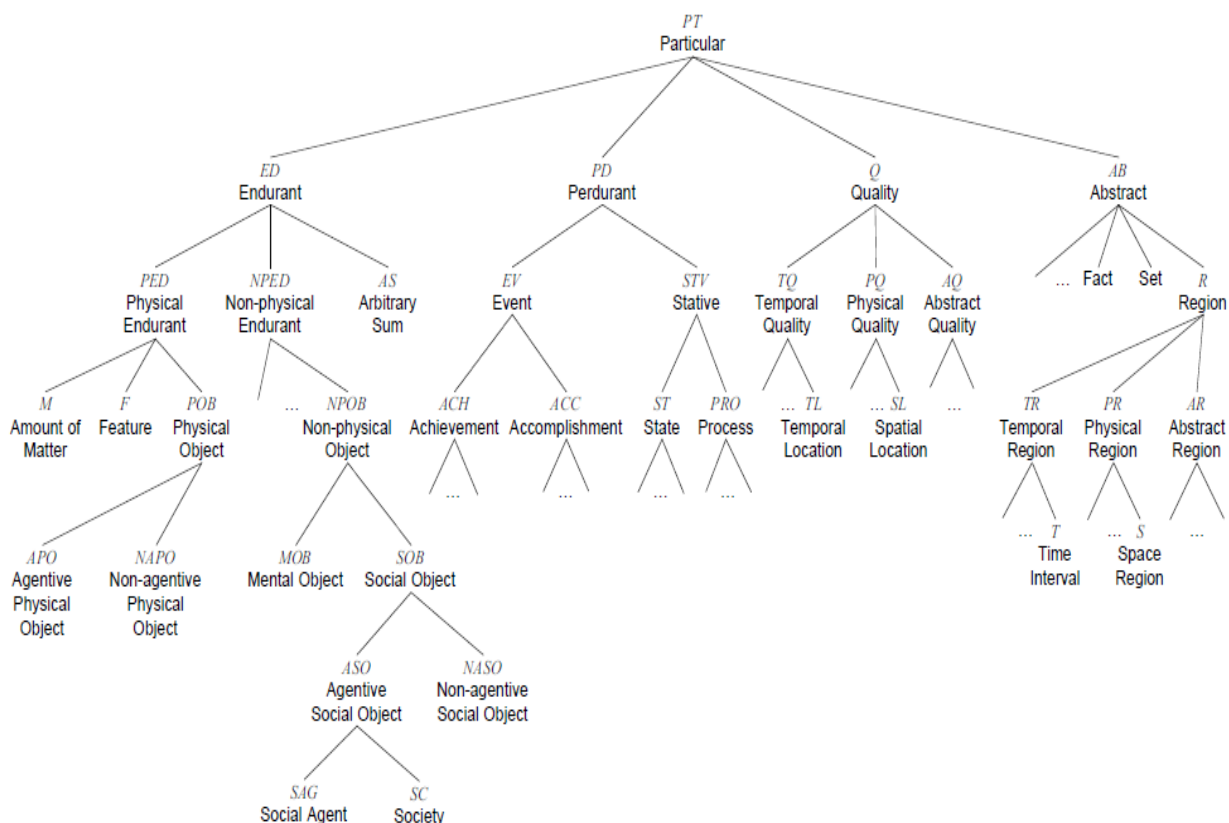 PT
Particular
ED
Endurant
PD
Perdurant
Q
Quality
AB
Abstract
PED
Physical
Endurant
NPED
Non-physical
Endurant
AS
Arbitrary
Sum
EV
Event
STV
Stative
TQ
Temporal
Quality
PQ
Physical
Quality
AQ
Abstract
Quality
...
Fact
Set
R
Region
M
Amount of
Matter
F
Feature
POB
Physical
Object
...
NPOB
Non-physical
Object
ACH
Achievement
ACC
Accomplishment
ST
State
PRO
Process
... TL
Temporal
Location
... SL
Spatial
Location
...
TR
Temporal
Region
PR
Physical
Region
AR
Abstract
Region
...
...
...
...
... T
Time
Interval
... S
Space
Region
...
APO
Agentive
Physical
Object
NAPO
Non-agentive
Physical
Object
MOB
Mental Object
SOB
Social Object
ASO
Agentive
Social Object
NASO
Non-agentive
Social Object
SAG
Social Agent
SC
Society